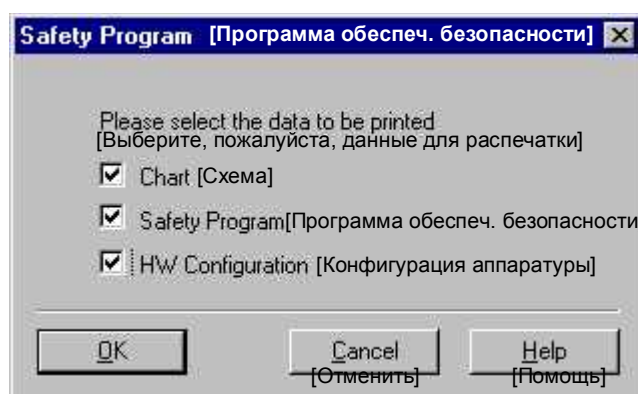 Safety Program [Программа обеспеч. безопасности]
Please select the data to be printed
[Выберите, пожалуйста, данные для распечатки]
Chart [Схема]
Safety Program[Программа обеспеч. безопасности
HW Configuration [Конфигурация аппаратуры]
OK Cancel Help
[Отменить] [Помощь]